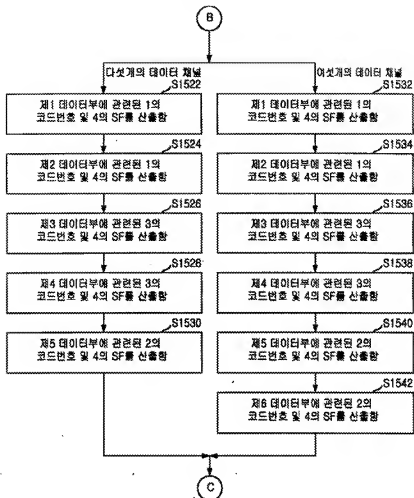 B
다섯개의 데이터 채널
S1522
제1 데이터부에 관련된 1의
코드번호 및 4의 SF를 산출함
S1524
제2 데이터부에 관련된 1의
코드번호 및 4의 SF를 산출함
S1526
제3 데이터부에 관련된 3의
코드번호 및 4의 SF를 산출함
S1528
제4 데이터부에 관련된 3의
코드번호 및 4의 SF를 산출함
S1530
제5 데이터부에 관련된 2의
코드번호 및 4의 SF를 산출함
여섯개의 데이터 채널
S1532
제1 데이터부에 관련된 1의
코드번호 및 4의 SF를 산출함
S1534
제2 데이터부에 관련된 1의
코드번호 및 4의 SF를 산출함
S1536
제3 데이터부에 관련된 3의
코드번호 및 4의 SF를 산출함
S1538
제4 데이터부에 관련된 3의
코드번호 및 4의 SF를 산출함
S1540
제5 데이터부에 관련된 2의
코드번호 및 4의 SF를 산출함
S1542
제6 데이터부에 관련된 2의
코드번호 및 4의 SF를 산출함
C